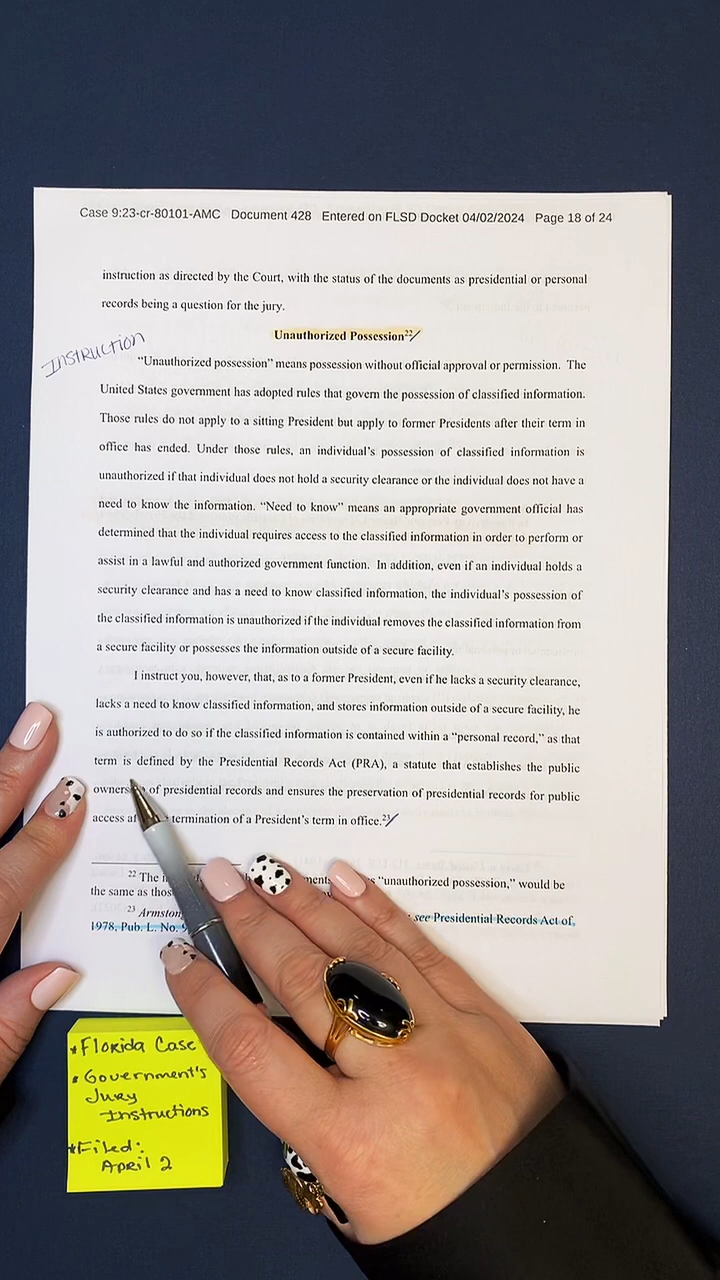 Case 9:23-cr-80101-AMC Document 428 Entered on FLSD Docket 04/02/2024 Page 18 of 24
instruction as directed by the Court, with the status of the documents as presidential or personal
records being a question for the jury.
Unauthorized Possession²²/
Instruction
“Unauthorized possession” means possession without official approval or permission. The
United States government has adopted rules that govern the possession of classified information.
Those rules do not apply to a sitting President but apply to former Presidents after their term in
office has ended. Under those rules, an individual’s possession of classified information is
unauthorized if that individual does not hold a security clearance or the individual does not have a
need to know the information. “Need to know” means an appropriate government official has
determined that the individual requires access to the classified information in order to perform or
assist in a lawful and authorized government function. In addition, even if an individual holds a
security clearance and has a need to know classified information, the individual’s possession of
the classified information is unauthorized if the individual removes the classified information from
a secure facility or possesses the information outside of a secure facility.
I instruct you, however, that, as to a former President, even if he lacks a security clearance,
lacks a need to know classified information, and stores information outside of a secure facility, he
is authorized to do so if the classified information is contained within a “personal record,” as that
term is defined by the Presidential Records Act (PRA), a statute that establishes the public
of presidential records and ensures the preservation of presidential records for public
access termination of a President’s term in office.²³/
²² The “unauthorized possession,” would be
the same as
²³ see Presidential Records Act of
1978, Pub. L. No.
*Florida Case
*Government's
Jury
Instructions
*Filed:
April 2